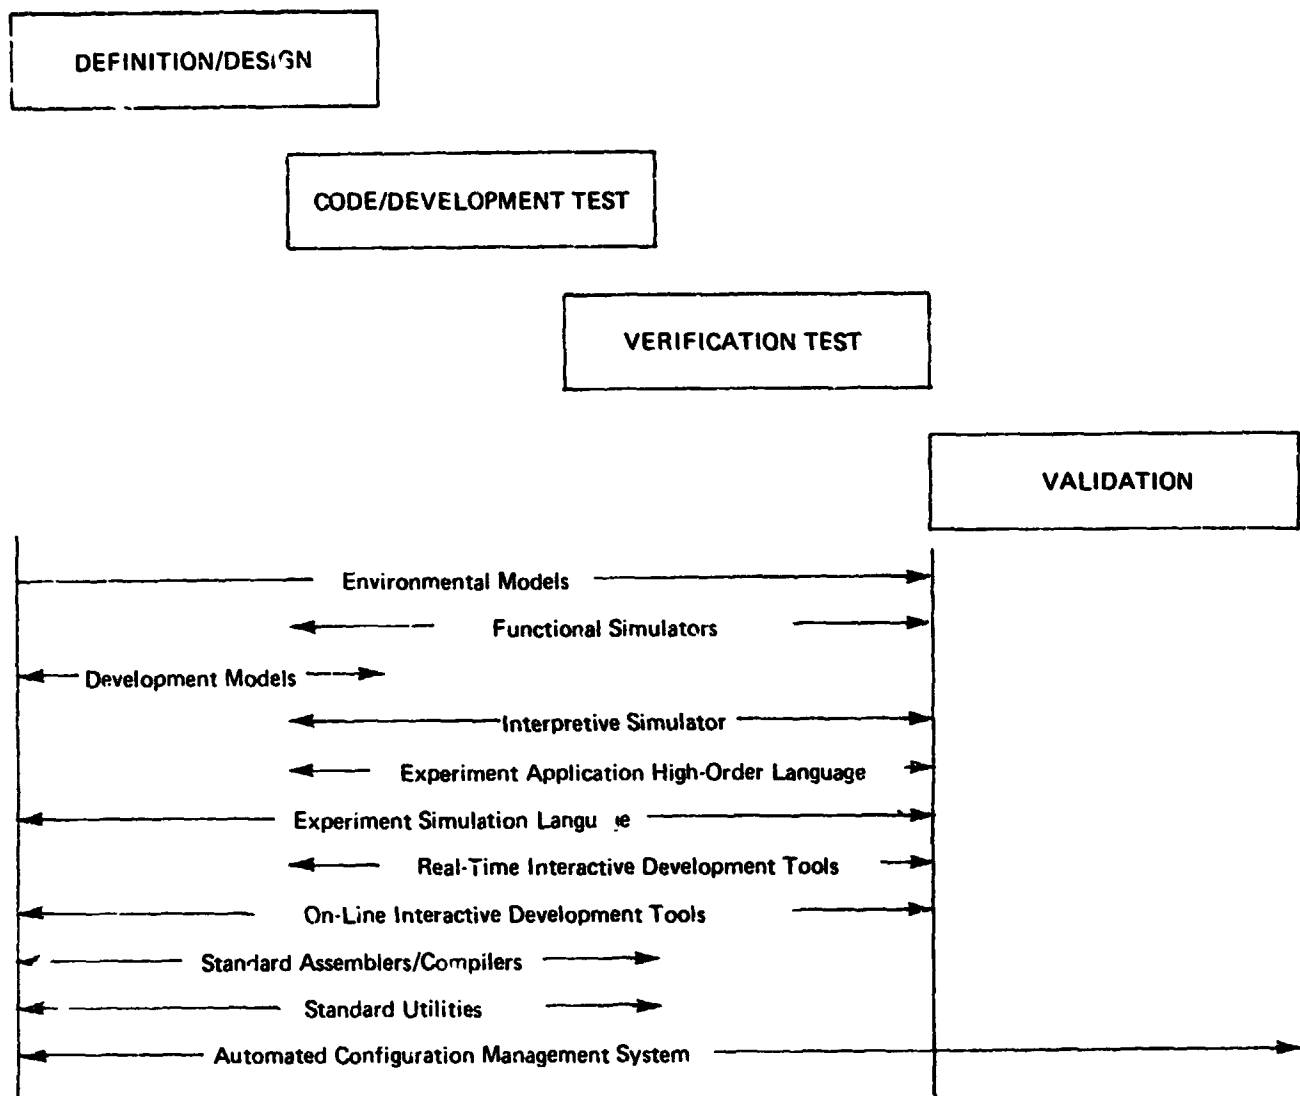 DEFINITION/DESIGN
CODE/DEVELOPMENT TEST
VERIFICATION TEST
VALIDATION
Environmental Models
Functional Simulators
Development Models
Interpretive Simulator
Experiment Application High-Order Language
Experiment Simulation
Real-Time Interactive Development Tools
On-Line Interactive Development Tools
Standard Assemblers/Compilers
Standard Utilities
Automated Configuration Management System